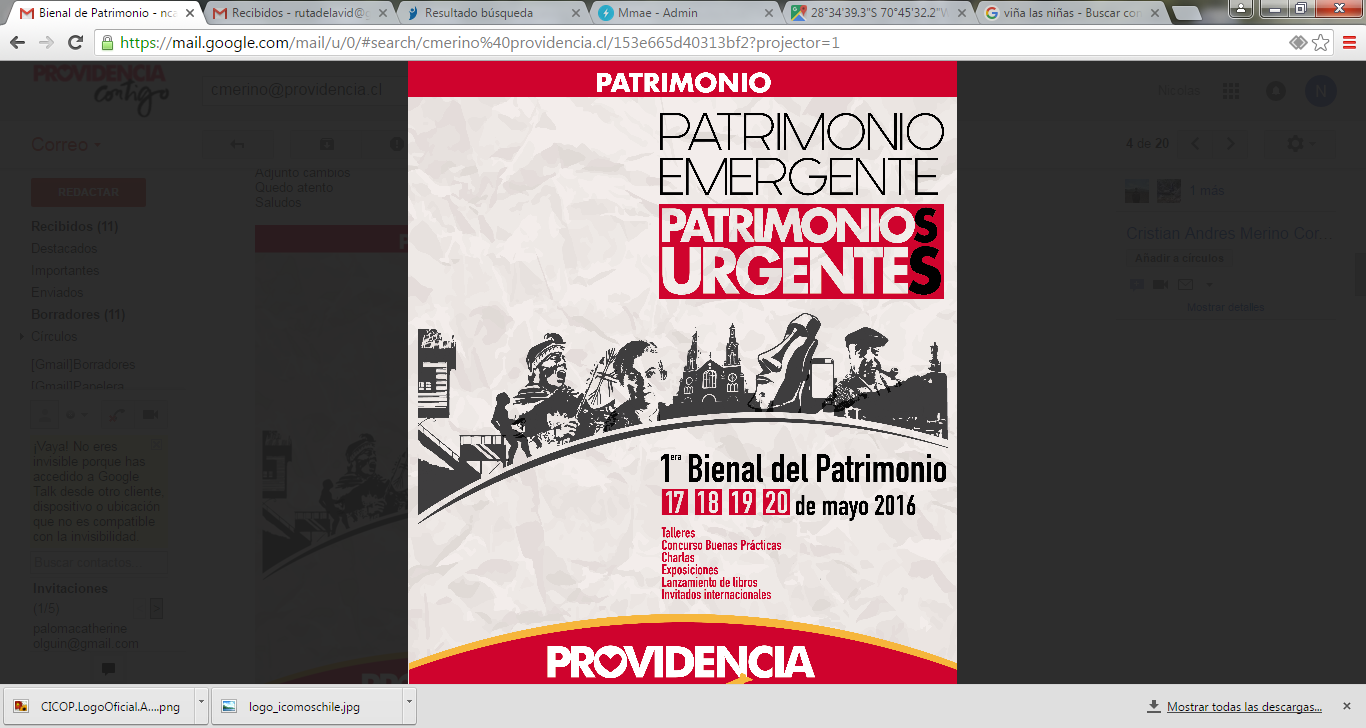 Bienal de Patrimonio - nca
Recibidos - rutadelavid@g
Resultado búsqueda
Mmae - Admin
28°34'39.3"S 70°45'32.2"W
viña las niñas - Buscar con
https://mail.google.com/mail/u/0/#search/cmerino%40providencia.cl/153e665d40313bf2?projector=1
PROVIDENCIA
contigo
cmerino@providencia.cl
Nicolas
N
Correo
4 de 20
REDACTAR
Adjunto cambios
Quedo atento
Saludos
Recibidos (11)
Destacados
Importantes
Enviados
Borradores (11)
Círculos
[Gmail]Borradores
[Gmail]Papelera
¡Vaya! No eres
invisible porque has
accedido a Google
Talk desde otro cliente,
dispositivo o ubicación
que no es compatible
con la invisibilidad
Buscar contactos
Invitaciones
(1/5)
palomacatherine
olguin@gmail.com
PATRIMONIO
PATRIMONIO
EMERGENTE
PATRIMONIOS
URGENTES
1era Bienal del Patrimonio
17 18 19 20 de mayo 2016
Talleres
Concurso Buenas Prácticas
Charlas
Exposiciones
Lanzamiento de libros
Invitados internacionales
PROVIDENCIA
1 más
Cristian Andres Merino Cor...
Añadir a círculos
Mostrar detalles
CICOP.LogoOficial.A....png
logo_icomoschile.jpg
Mostrar todas las descargas...